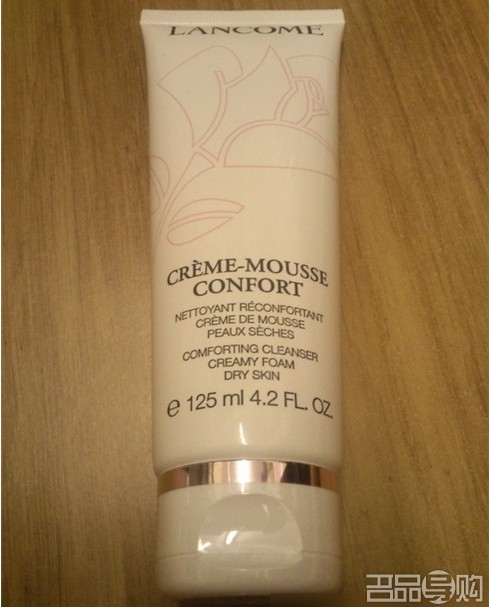 LANCOME
CRÈME-MOUSSE
CONFORT
NETTOYANT RÉCONFORTANT
CRÈME DE MOUSSE
PEAUX SÈCHES
COMFORTING CLEANSER
CREAMY FOAM
DRY SKIN
e 125 ml 4.2 FL. OZ.
名品导购